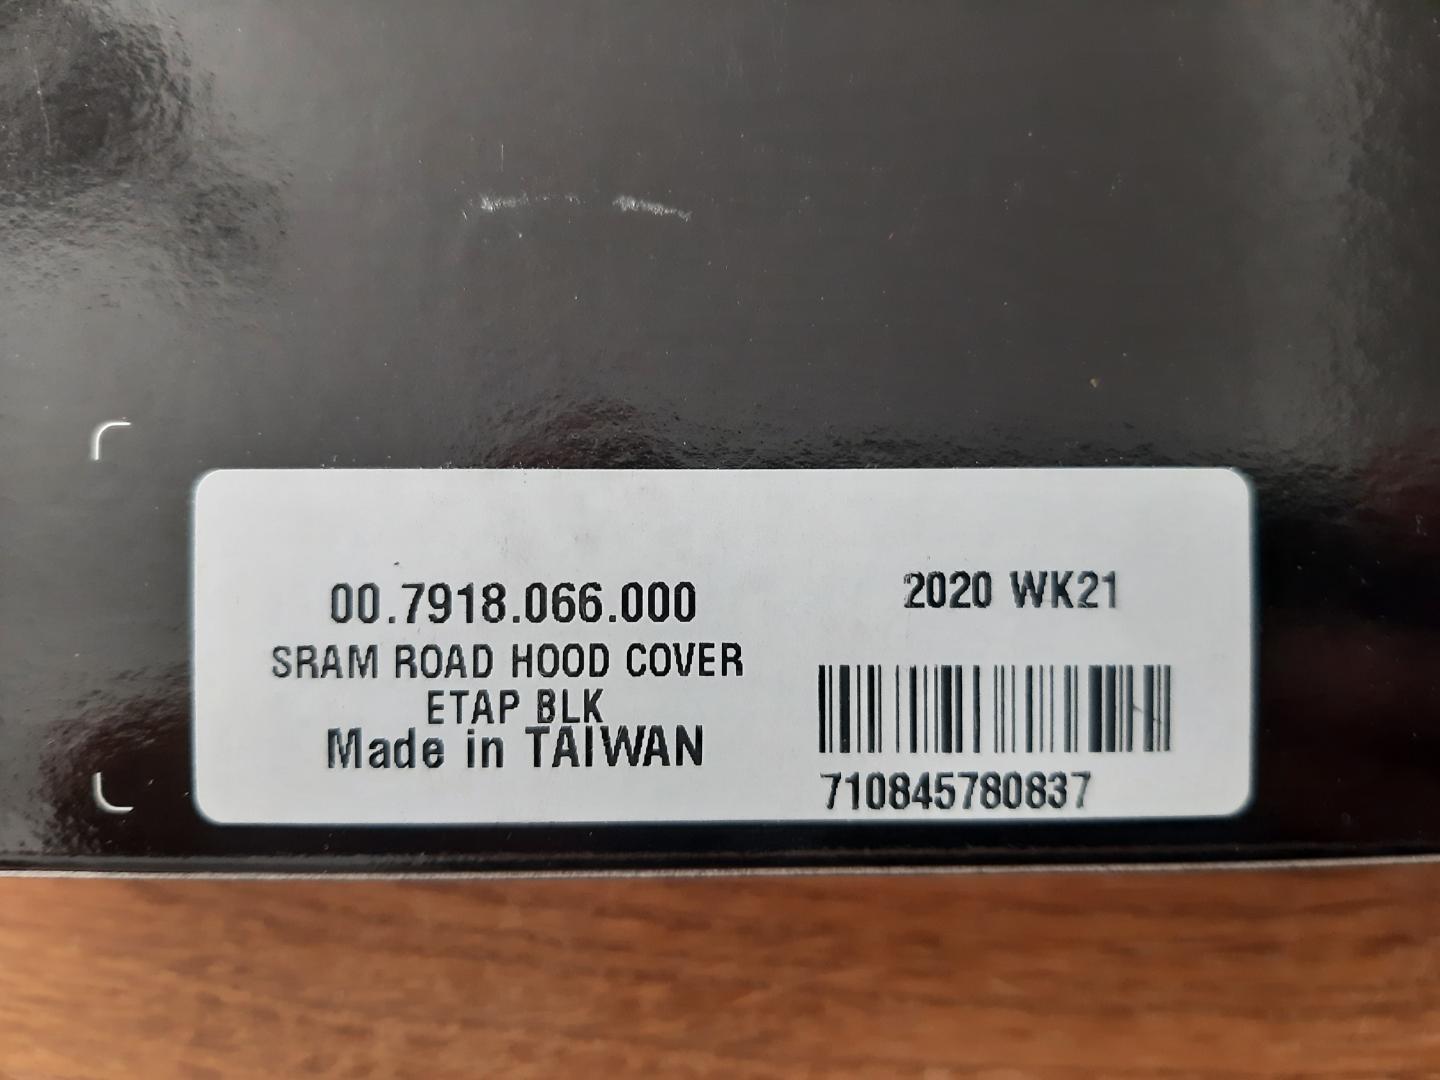 00.7918.066.000
SRAM ROAD HOOD COVER
ETAP BLK
Made in TAIWAN
2020 WK21
710845780837